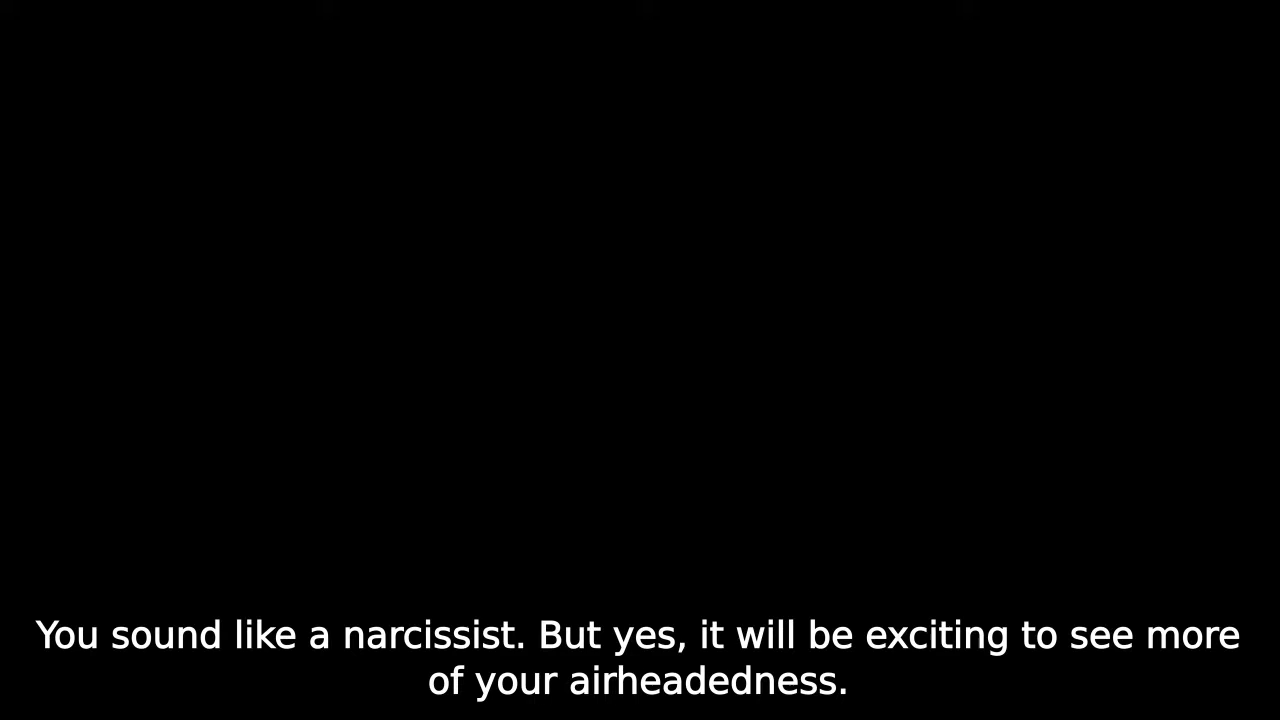 You sound like a narcissist. But yes, it will be exciting to see more
of your airheadedness.